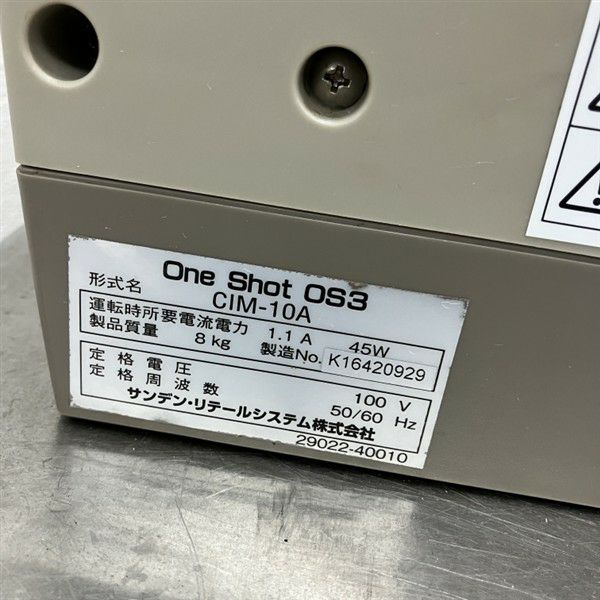 One Shot OS3
形式名 CIM-10A
運転時所要電流電力 1.1 A 45W
製品質量 8 kg 製造No. K16420929
定格電圧 100 V
定格周波数 50/60 Hz
サンデン・リテールシステム株式会社
29022-40010